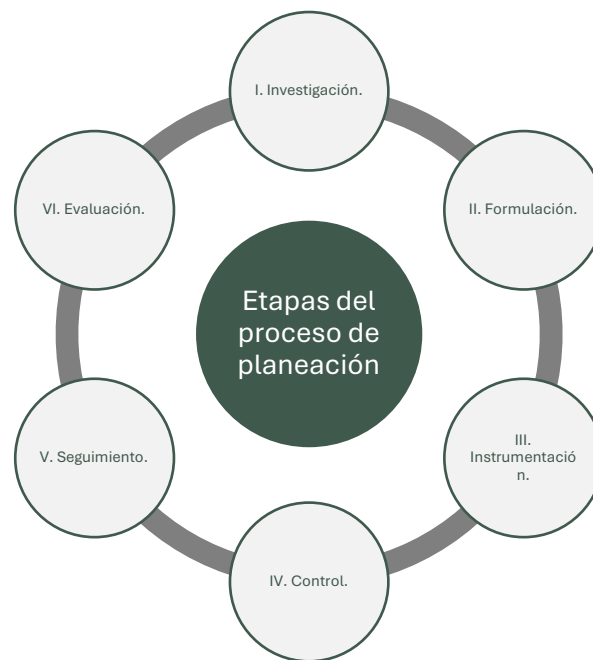 Etapas del
proceso de
planeación
I. Investigación.
II. Formulación.
III.
Instrumentació
n.
IV. Control.
V. Seguimiento.
VI. Evaluación.